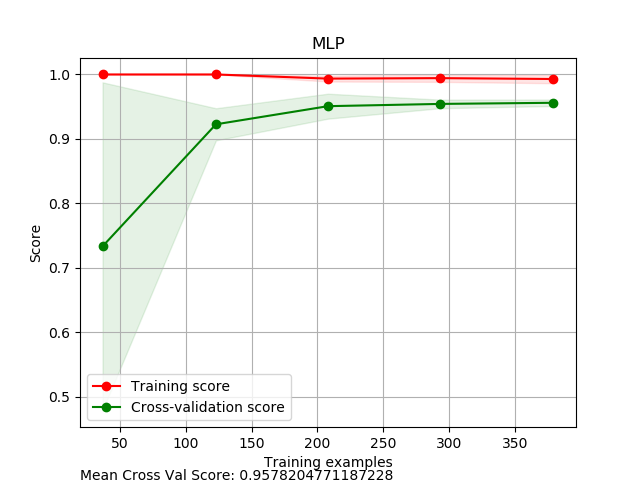 MLP
1.0
0.9
0.8
0.7
0.6
0.5
Score
Training score
Cross-validation score
50 100 150 200 250 300 350
Training examples
Mean Cross Val Score: 0.9578204771187228